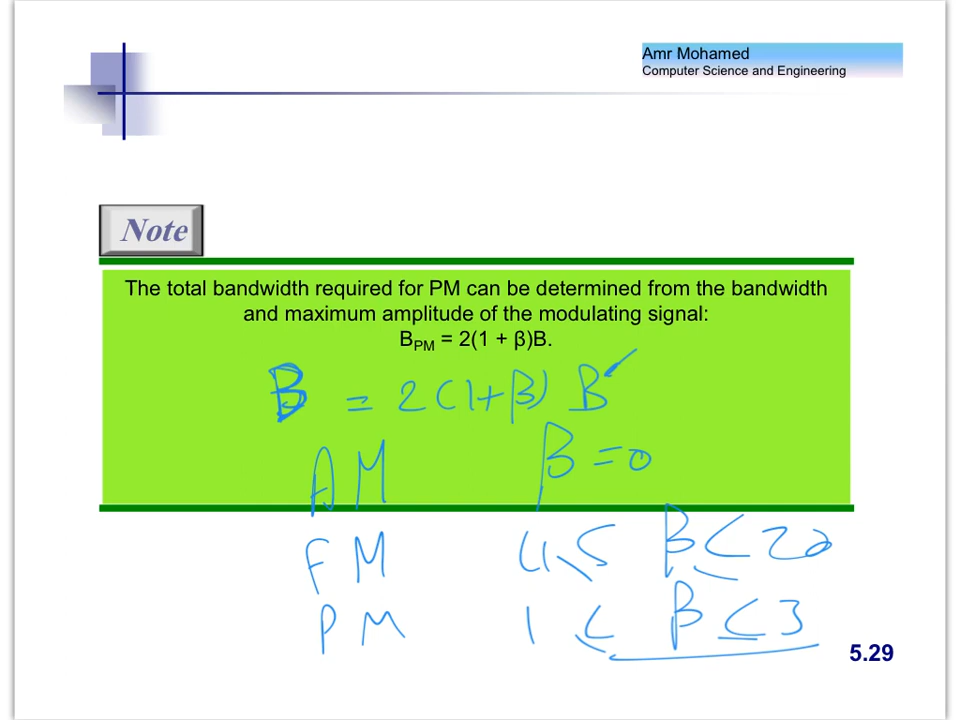 Amr Mohamed
Computer Science and Engineering
Note
The total bandwidth required for PM can be determined from the bandwidth
and maximum amplitude of the modulating signal:
BPM = 2(1 + β)B.
B = 2(1+β) B
AM β = 0
FM 4 ≤ β ≤ 20
PM 1 ≤ β ≤ 3
5.29